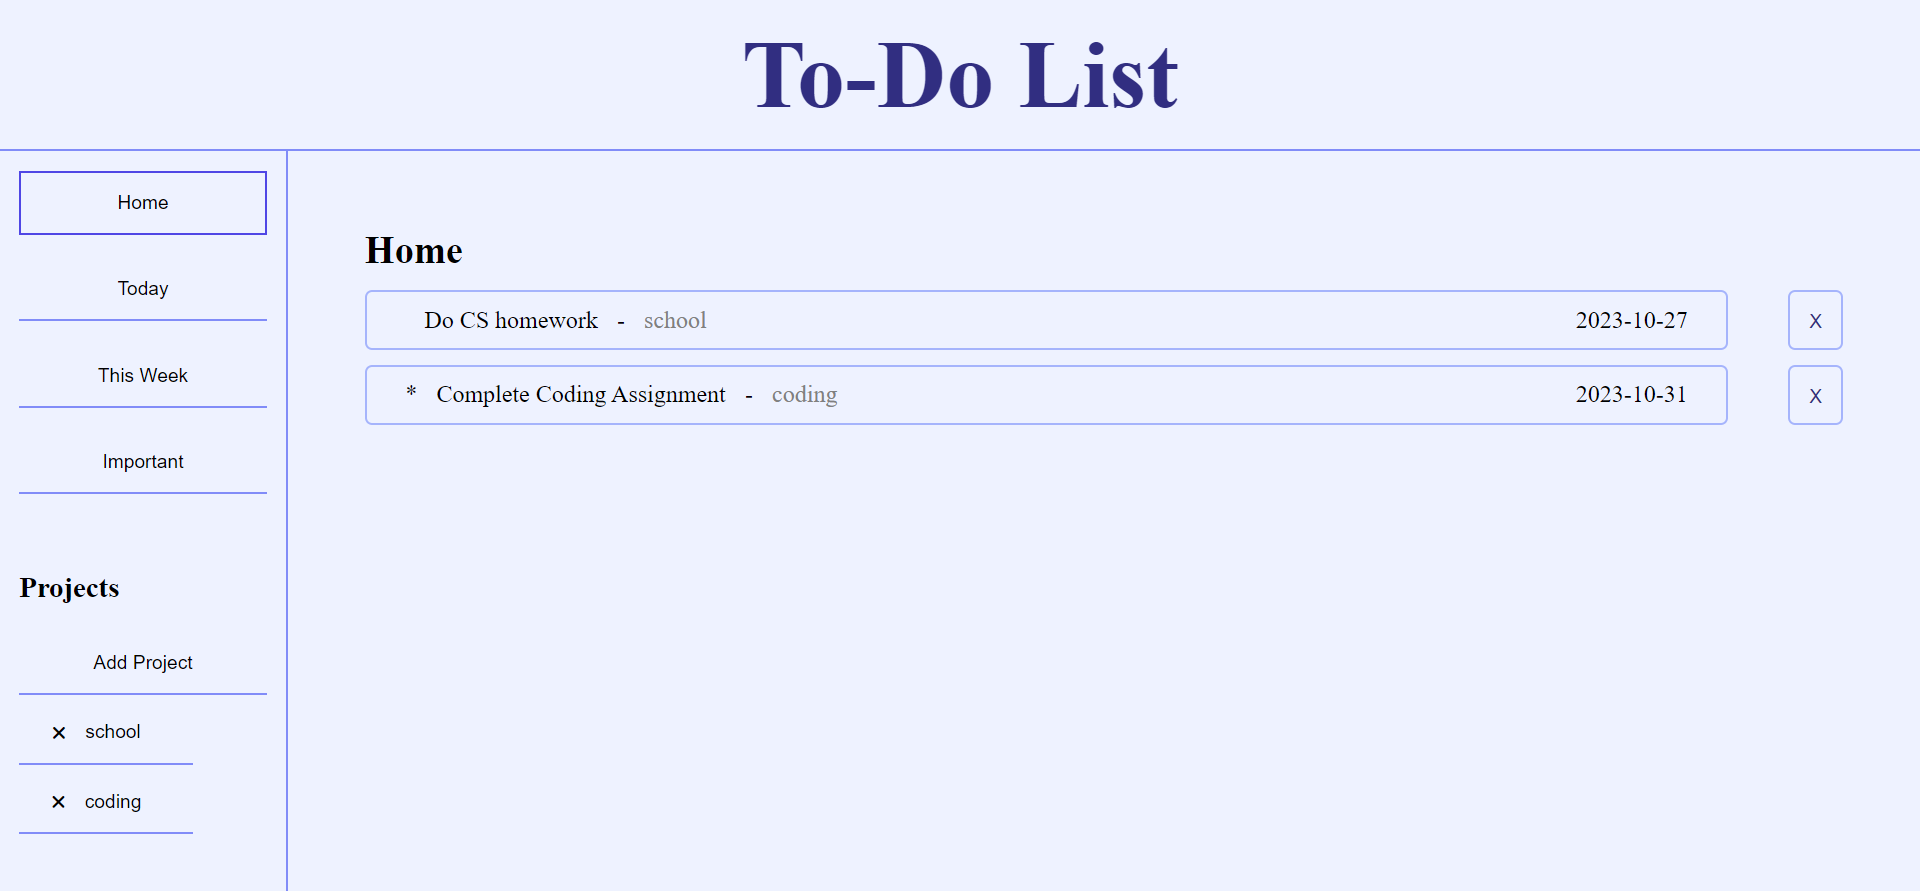 To-Do List
Home
Today
This Week
Important
Projects
Add Project
✕ school
✕ coding
Home
Do CS homework - school 2023-10-27 X
* Complete Coding Assignment - coding 2023-10-31 X